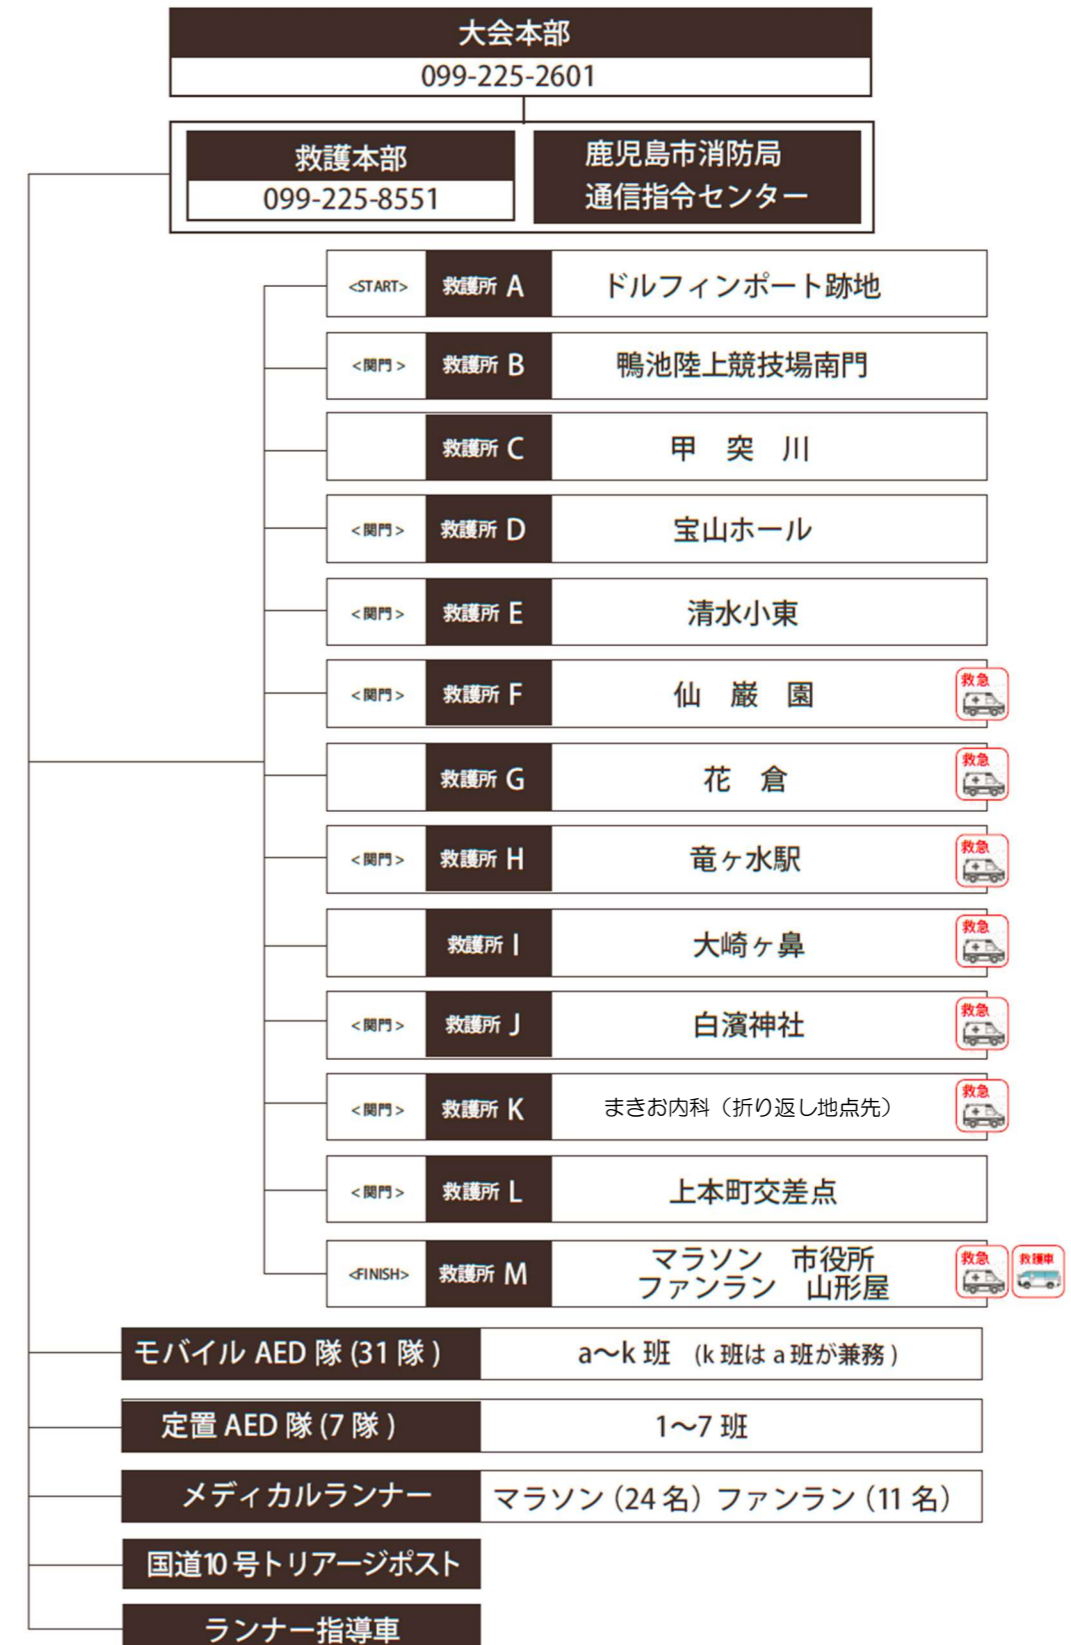 大会本部
099-225-2601
救護本部
099-225-8551
鹿児島市消防局
通信指令センター
<START> 救護所 A ドルフィンポート跡地
<関門> 救護所 B 鴨池陸上競技場南門
救護所 C 甲 突 川
<関門> 救護所 D 宝山ホール
<関門> 救護所 E 清水小東
<関門> 救護所 F 仙 巌 園 救急
救護所 G 花 倉 救急
<関門> 救護所 H 竜ヶ水駅 救急
救護所 I 大崎ヶ鼻 救急
<関門> 救護所 J 白濱神社 救急
<関門> 救護所 K まきお内科（折り返し地点先） 救急
<関門> 救護所 L 上本町交差点
<FINISH> 救護所 M マラソン 市役所
ファンラン 山形屋 救急 救護車
モバイル AED 隊 (31 隊 ) a～k 班 (k 班は a 班が兼務 )
定置 AED 隊 (7 隊 ) 1～7 班
メディカルランナー マラソン（24 名）ファンラン（11 名）
国道10 号トリアージポスト
ランナー指導車